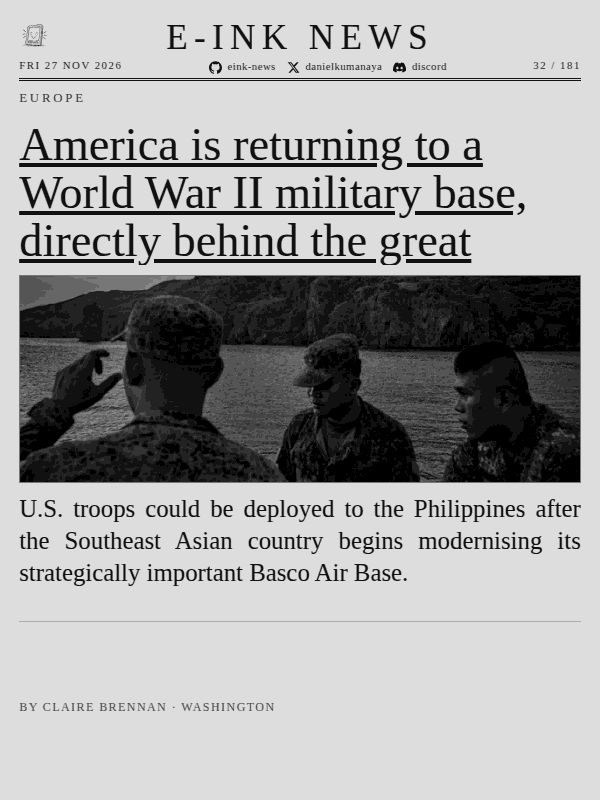 E-INK NEWS
FRI 27 NOV 2026
eink-news
danielkumanaya
discord
32 / 181
EUROPE
America is returning to a
World War II military base,
directly behind the great
U.S. troops could be deployed to the Philippines after
the Southeast Asian country begins modernising its
strategically important Basco Air Base.
BY CLAIRE BRENNAN · WASHINGTON